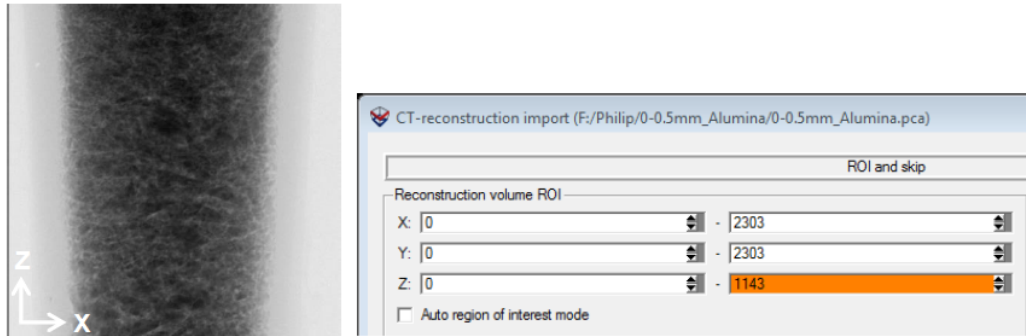 Z
X
CT-reconstruction import (F:/Philip/0-0.5mm_Alumina/0-0.5mm_Alumina.pca)
ROI and skip
Reconstruction volume ROI
X: 0 - 2303
Y: 0 - 2303
Z: 0 - 1143
Auto region of interest mode